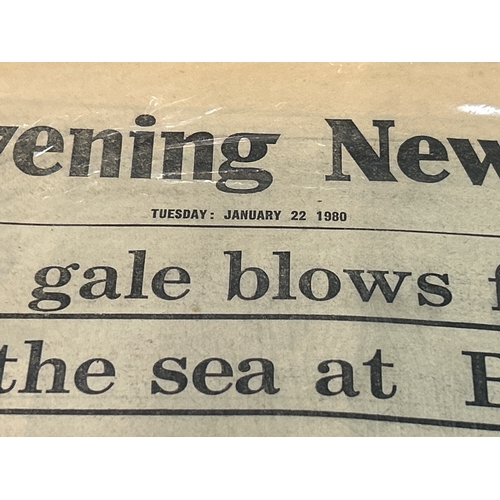 vening New
TUESDAY: JANUARY 22 1980
gale blows f
the sea at E